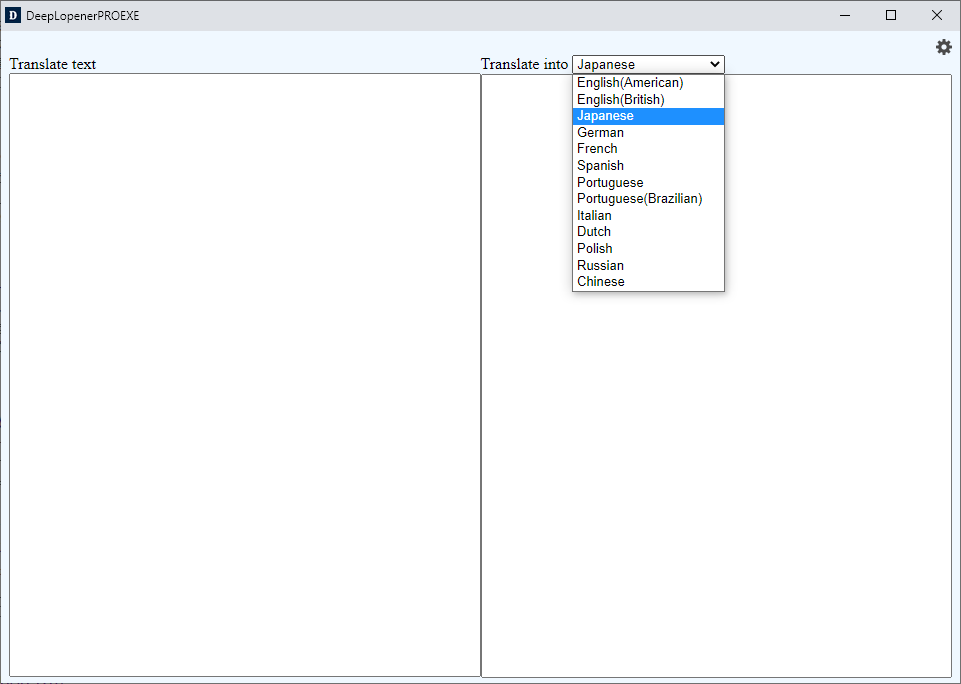 DeepLopenerPROEXE
Translate text
Translate into Japanese
English(American)
English(British)
Japanese
German
French
Spanish
Portuguese
Portuguese(Brazilian)
Italian
Dutch
Polish
Russian
Chinese